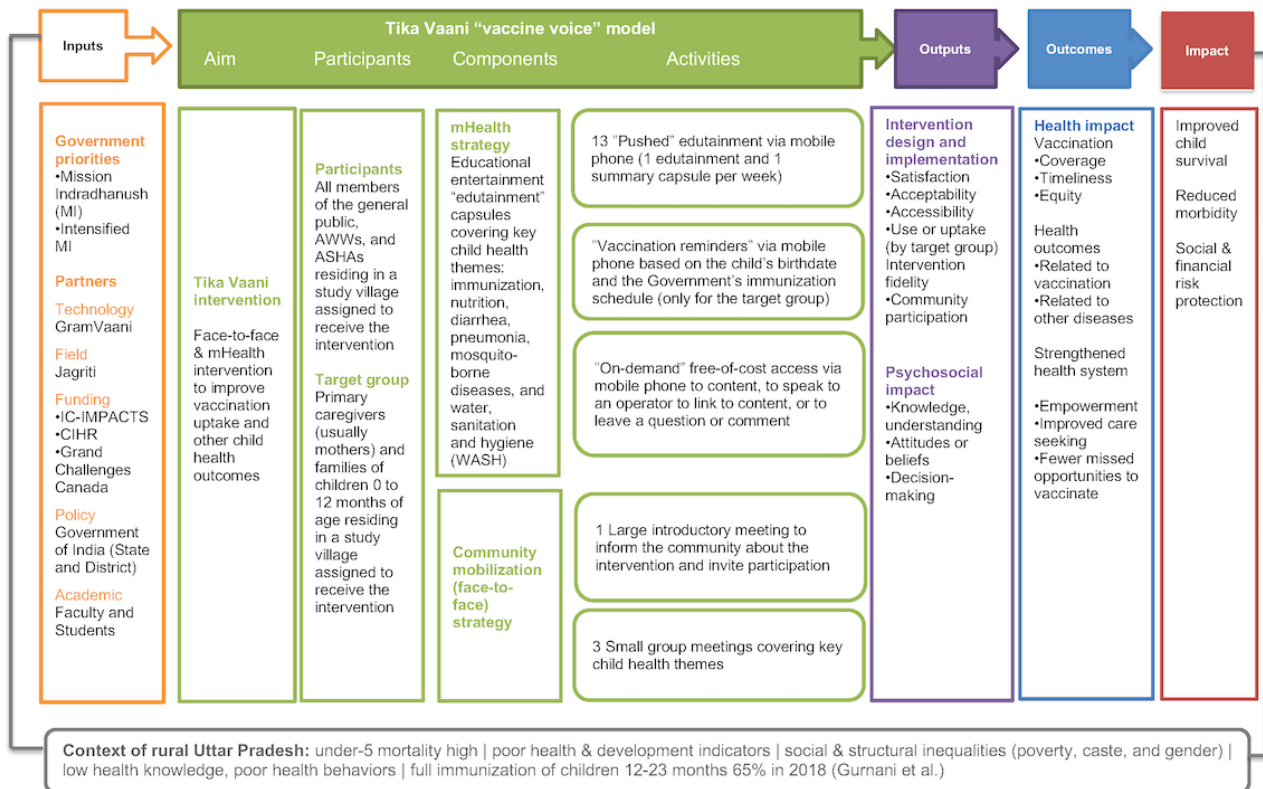 Inputs
Tika Vaani “vaccine voice” model
Aim
Participants
Components
Activities
Outputs
Outcomes
Impact
Government
priorities
•Mission
Indradhanush
(MI)
•Intensified
MI
Partners
Technology
GramVaani
Field
Jagriti
Funding
•IC-IMPACTS
•CIHR
•Grand
Challenges
Canada
Policy
Government
of India (State
and District)
Academic
Faculty and
Students
Tika Vaani
intervention
Face-to-face
& mHealth
intervention
to improve
vaccination
uptake and
other child
health
outcomes
Participants
All members
of the general
public,
AWWs, and
ASHAs
residing in a
study village
assigned to
receive the
intervention
Target group
Primary
caregivers
(usually
mothers) and
families of
children 0 to
12 months of
age residing
in a study
village
assigned to
receive the
intervention
mHealth
strategy
Educational
entertainment
“edutainment”
capsules
covering key
child health
themes:
immunization,
nutrition,
diarrhea,
pneumonia,
mosquito-
borne
diseases, and
water,
sanitation
and hygiene
(WASH)
Community
mobilization
(face-to-
face)
strategy
13 ”Pushed” edutainment via mobile
phone (1 edutainment and 1
summary capsule per week)
”Vaccination reminders” via mobile
phone based on the child’s birthdate
and the Government’s immunization
schedule (only for the target group)
”On-demand” free-of-cost access via
mobile phone to content, to speak to
an operator to link to content, or to
leave a question or comment
1 Large introductory meeting to
inform the community about the
intervention and invite participation
3 Small group meetings covering key
child health themes
Intervention
design and
implementation
•Satisfaction
•Acceptability
•Accessibility
•Use or uptake
(by target group)
Intervention
fidelity
•Community
participation
Psychosocial
impact
•Knowledge,
understanding
•Attitudes or
beliefs
•Decision-
making
Health impact
Vaccination
•Coverage
•Timeliness
•Equity
Health
outcomes
•Related to
vaccination
•Related to
other diseases
Strengthened
health system
•Empowerment
•Improved care
seeking
•Fewer missed
opportunities to
vaccinate
Improved
child
survival
Reduced
morbidity
Social &
financial
risk
protection
Context of rural Uttar Pradesh: under-5 mortality high | poor health & development indicators | social & structural inequalities (poverty, caste, and gender) |
low health knowledge, poor health behaviors | full immunization of children 12-23 months 65% in 2018 (Gurnani et al.)